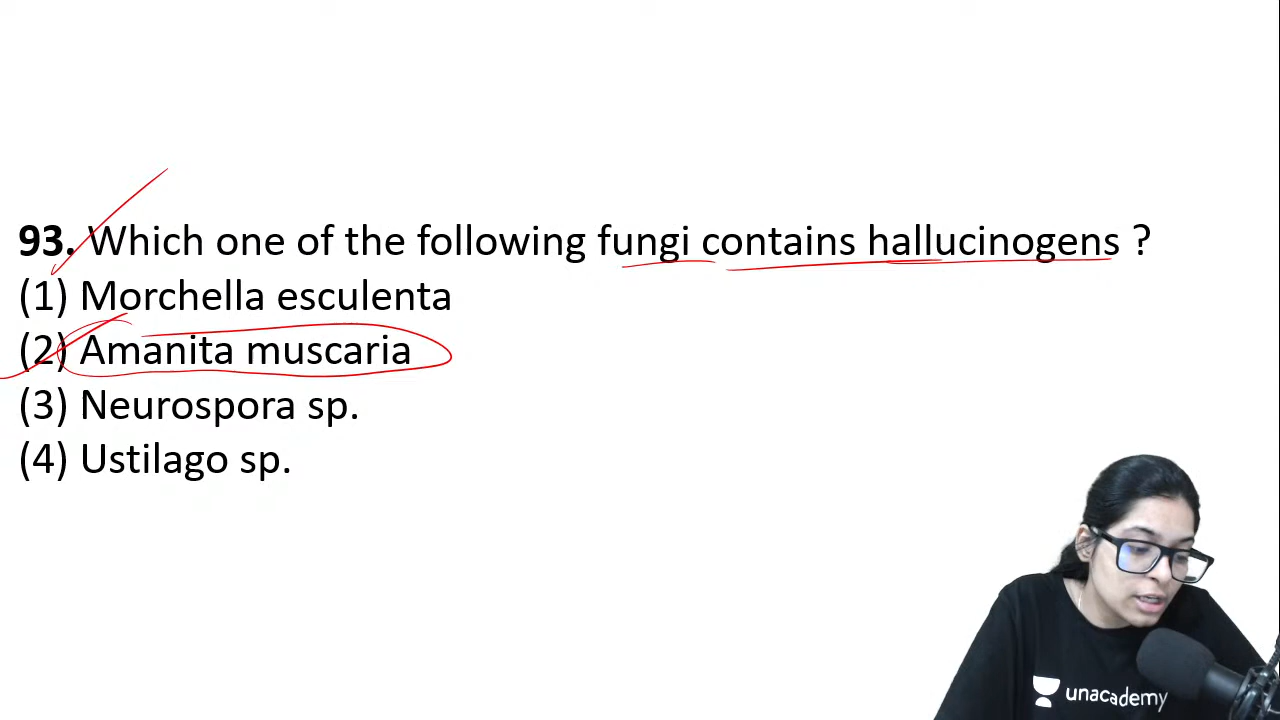 93. Which one of the following fungi contains hallucinogens ?
(1) Morchella esculenta
(2) Amanita muscaria
(3) Neurospora sp.
(4) Ustilago sp.
unacademy